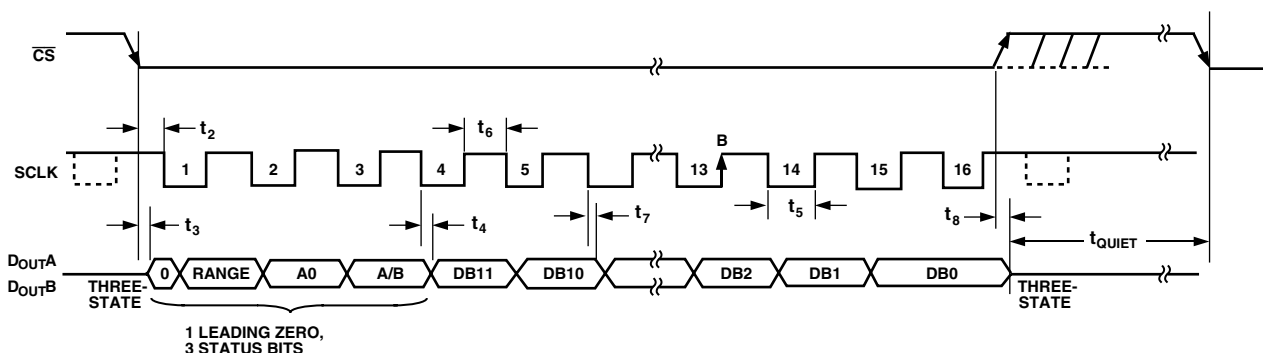 CS
t2
t6
B
SCLK
1
2
3
4
5
13
14
15
16
t3
t4
t7
t5
t8
tQUIET
DOUTA
DOUTB
0
RANGE
A0
A/B
DB11
DB10
DB2
DB1
DB0
THREE-
STATE
THREE-
STATE
1 LEADING ZERO,
3 STATUS BITS